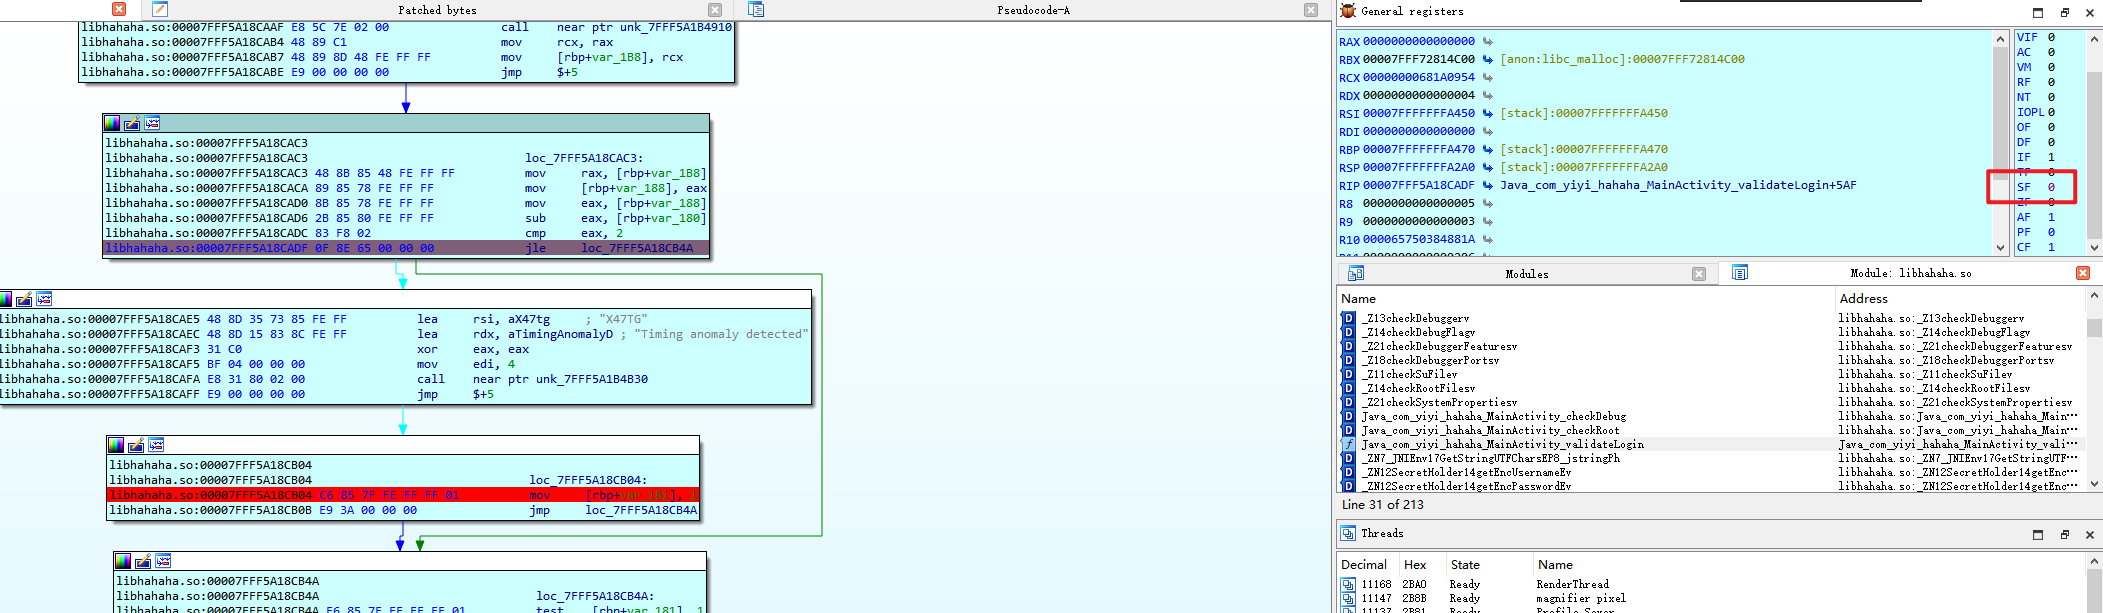 Patched bytes
Pseudocode-A
libhahaha.so:00007FFF5A18CAAF E8 5C 7E 02 00 call near ptr unk_7FFF5A1B4910
libhahaha.so:00007FFF5A18CAB4 48 89 C1 mov rcx, rax
libhahaha.so:00007FFF5A18CAB7 48 89 8D 48 FE FF FF mov [rbp+var_1B8], rcx
libhahaha.so:00007FFF5A18CABE E9 00 00 00 00 jmp $+5
libhahaha.so:00007FFF5A18CAC3
libhahaha.so:00007FFF5A18CAC3 loc_7FFF5A18CAC3:
libhahaha.so:00007FFF5A18CAC3 48 8B 85 48 FE FF FF mov rax, [rbp+var_1B8]
libhahaha.so:00007FFF5A18CACA 89 85 78 FE FF FF mov [rbp+var_188], eax
libhahaha.so:00007FFF5A18CAD0 8B 85 78 FE FF FF mov eax, [rbp+var_188]
libhahaha.so:00007FFF5A18CAD6 2B 85 80 FE FF FF sub eax, [rbp+var_180]
libhahaha.so:00007FFF5A18CADC 83 F8 02 cmp eax, 2
libhahaha.so:00007FFF5A18CADF 0F 8E 65 00 00 00 jle loc_7FFF5A18CB4A
libhahaha.so:00007FFF5A18CAE5 48 8D 35 73 85 FE FF lea rsi, aX47tg ; "X47TG"
libhahaha.so:00007FFF5A18CAEC 48 8D 15 83 8C FE FF lea rdx, aTimingAnomalyD ; "Timing anomaly detected"
libhahaha.so:00007FFF5A18CAF3 31 C0 xor eax, eax
libhahaha.so:00007FFF5A18CAF5 BF 04 00 00 00 mov edi, 4
libhahaha.so:00007FFF5A18CAFA E8 31 80 02 00 call near ptr unk_7FFF5A1B4B30
libhahaha.so:00007FFF5A18CAFF E9 00 00 00 00 jmp $+5
libhahaha.so:00007FFF5A18CB04
libhahaha.so:00007FFF5A18CB04 loc_7FFF5A18CB04:
libhahaha.so:00007FFF5A18CB04 C6 85 7F FE FF FF 01 mov [rbp+var_181], 1
libhahaha.so:00007FFF5A18CB0B E9 3A 00 00 00 jmp loc_7FFF5A18CB4A
libhahaha.so:00007FFF5A18CB4A
libhahaha.so:00007FFF5A18CB4A loc_7FFF5A18CB4A:
libhahaha.so:00007FFF5A18CB4A F6 85 7F FE FF FF 01 test [rbp+var_181], 1
General registers
RAX 0000000000000000
RBX 00007FFF72814C00 [anon:libc_malloc]:00007FFF72814C00
RCX 00000000681A0954
RDX 0000000000000004
RSI 00007FFFFFFFA450 [stack]:00007FFFFFFFA450
RDI 0000000000000000
RBP 00007FFFFFFFA470 [stack]:00007FFFFFFFA470
RSP 00007FFFFFFFA2A0 [stack]:00007FFFFFFFA2A0
RIP 00007FFF5A18CADF Java_com_yiyi_hahaha_MainActivity_validateLogin+5AF
R8 0000000000000005
R9 0000000000000003
R10 000065750384881A
VIF 0
AC 0
VM 0
RF 0
NT 0
IOPL 0
OF 0
DF 0
IF 1
TF 0
SF 0
ZF 0
AF 1
PF 0
CF 1
Modules
Module: libhahaha.so
Name Address
_Z13checkDebuggerv libhahaha.so:_Z13checkDebuggerv
_Z14checkDebugFlagv libhahaha.so:_Z14checkDebugFlagv
_Z21checkDebuggerFeaturesv libhahaha.so:_Z21checkDebuggerFeaturesv
_Z18checkDebuggerPortsv libhahaha.so:_Z18checkDebuggerPortsv
_Z11checkSuFilev libhahaha.so:_Z11checkSuFilev
_Z14checkRootFilesv libhahaha.so:_Z14checkRootFilesv
_Z21checkSystemPropertiesv libhahaha.so:_Z21checkSystemPropertiesv
Java_com_yiyi_hahaha_MainActivity_checkDebug libhahaha.so:Java_com_yiyi_hahaha_Main…
Java_com_yiyi_hahaha_MainActivity_checkRoot libhahaha.so:Java_com_yiyi_hahaha_Main…
Java_com_yiyi_hahaha_MainActivity_validateLogin Java_com_yiyi_hahaha_MainActivity_vali…
_ZN7_JNIEnv17GetStringUTFCharsEP8_jstringPh libhahaha.so:_ZN7_JNIEnv17GetStringUTF…
_ZN12SecretHolder14getEncUsernameEv libhahaha.so:_ZN12SecretHolder14getEnc…
_ZN12SecretHolder14getEncPasswordEv libhahaha.so:_ZN12SecretHolder14getEnc…
Line 31 of 213
Threads
Decimal Hex State Name
11168 2BA0 Ready RenderThread
11147 2B8B Ready magnifier pixel
11137 2B81 Ready Profile Saver